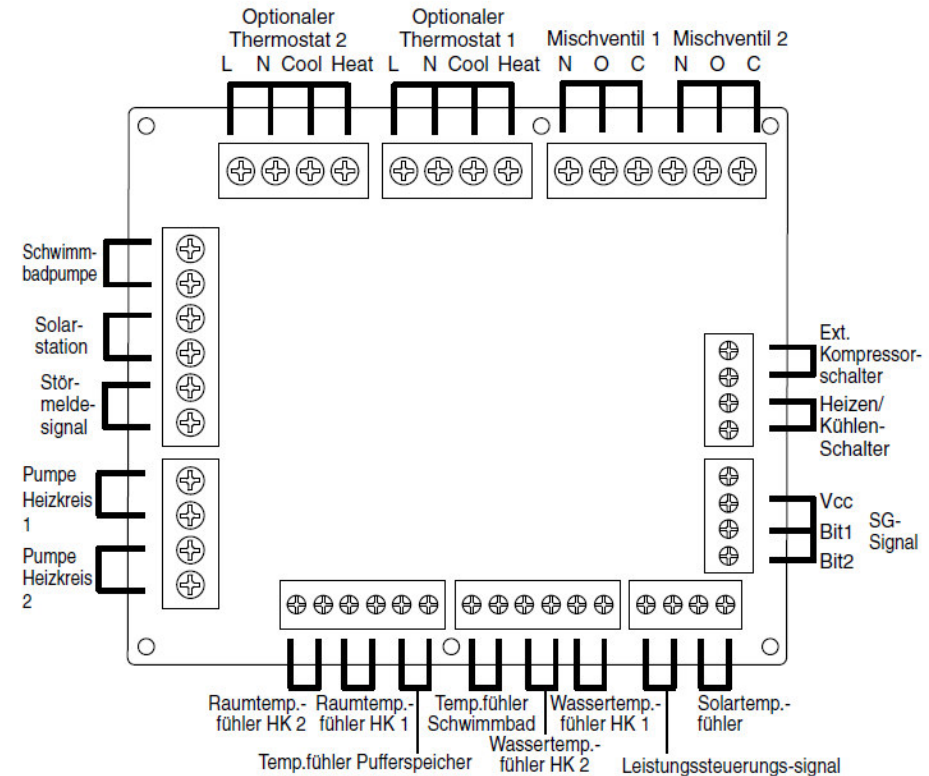 Optionaler
Thermostat 2
L N Cool Heat
Optionaler
Thermostat 1
L N Cool Heat
Mischventil 1
N O C
Mischventil 2
N O C
Schwimm-
badpumpe
Solar-
station
Stör-
melde-
signal
Pumpe
Heizkreis
1
Pumpe
Heizkreis
2
Ext.
Kompressor-
schalter
Heizen/
Kühlen-
Schalter
Vcc
Bit1
Bit2
SG-
Signal
Raumtemp.-
fühler HK 2
Raumtemp.-
fühler HK 1
Temp.fühler Pufferspeicher
Temp.fühler
Schwimmbad
Wassertemp.-
fühler HK 2
Wassertemp.-
fühler HK 1
Leistungssteuerungs-signal
Solartemp.-
fühler